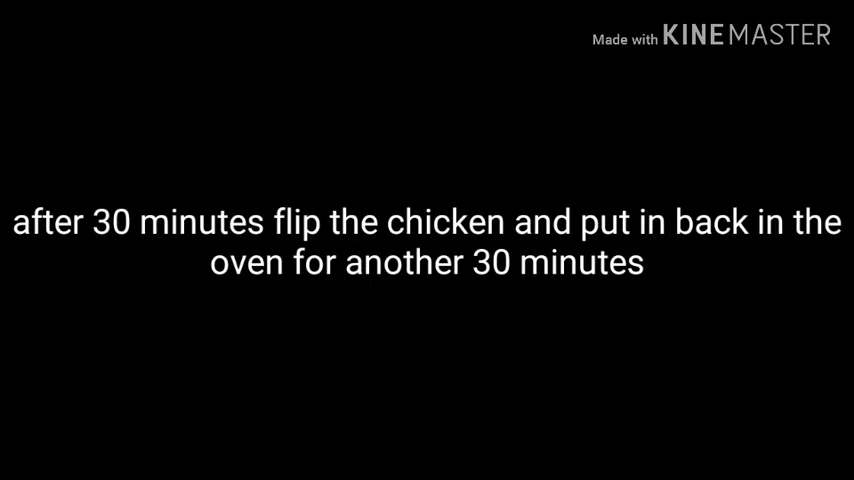 Made with KINEMASTER
after 30 minutes flip the chicken and put in back in the
oven for another 30 minutes